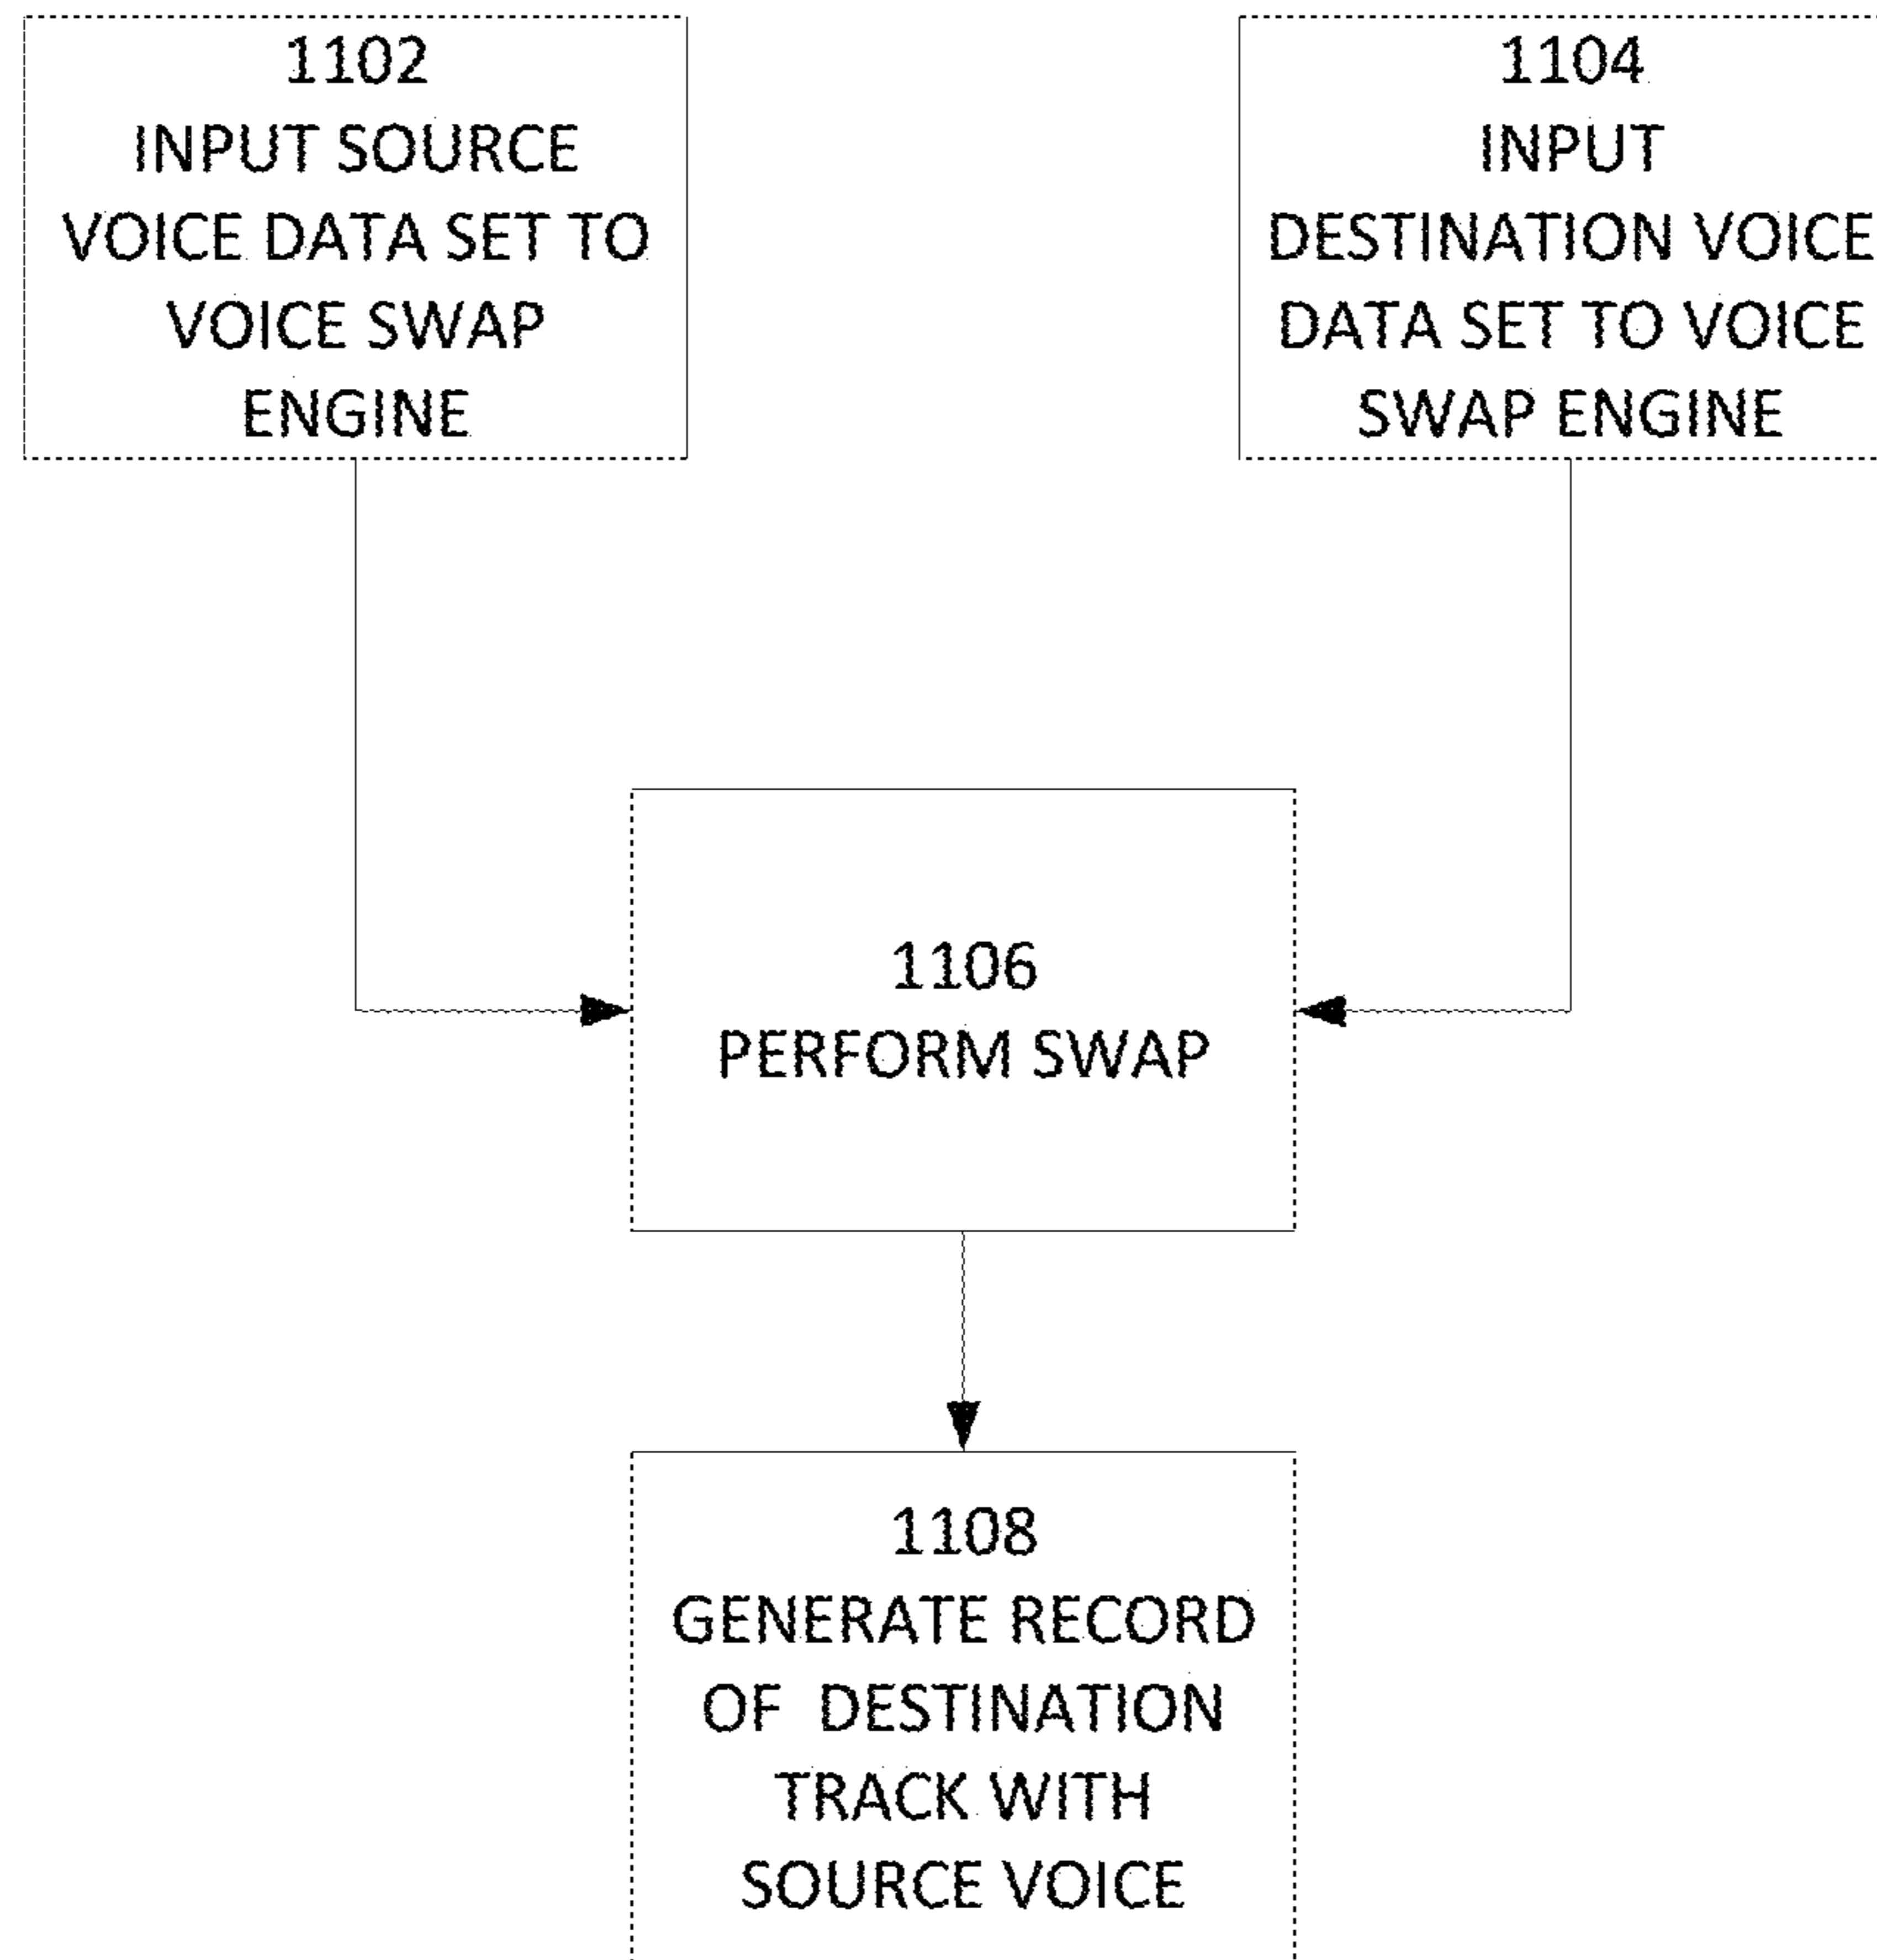 1102
INPUT SOURCE
VOICE DATA SET TO
VOICE SWAP
ENGINE
1104
INPUT
DESTINATION VOICE
DATA SET TO VOICE
SWAP ENGINE
1106
PERFORM SWAP
1108
GENERATE RECORD
OF DESTINATION
TRACK WITH
SOURCE VOICE